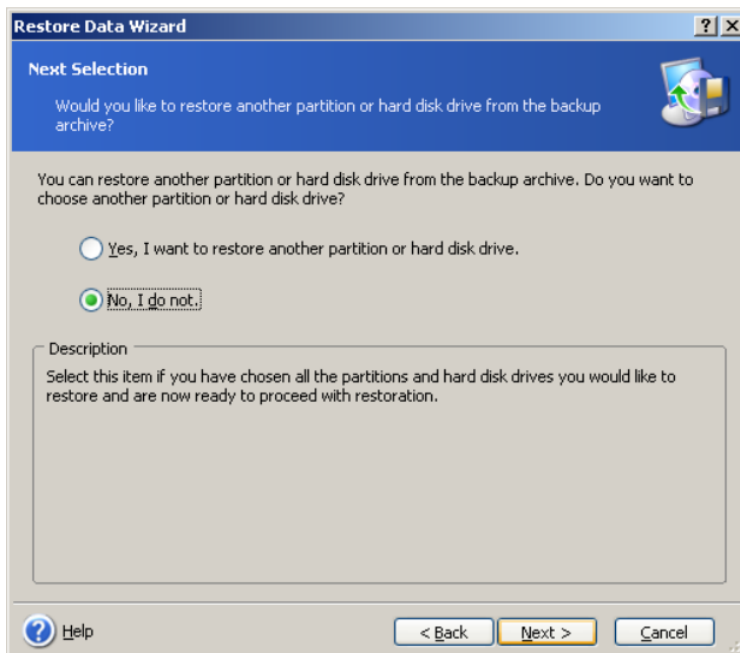 Restore Data Wizard
Next Selection
Would you like to restore another partition or hard disk drive from the backup
archive?
You can restore another partition or hard disk drive from the backup archive. Do you want to
choose another partition or hard disk drive?
Yes, I want to restore another partition or hard disk drive.
No, I do not.
Description
Select this item if you have chosen all the partitions and hard disk drives you would like to
restore and are now ready to proceed with restoration.
Help
< Back
Next >
Cancel